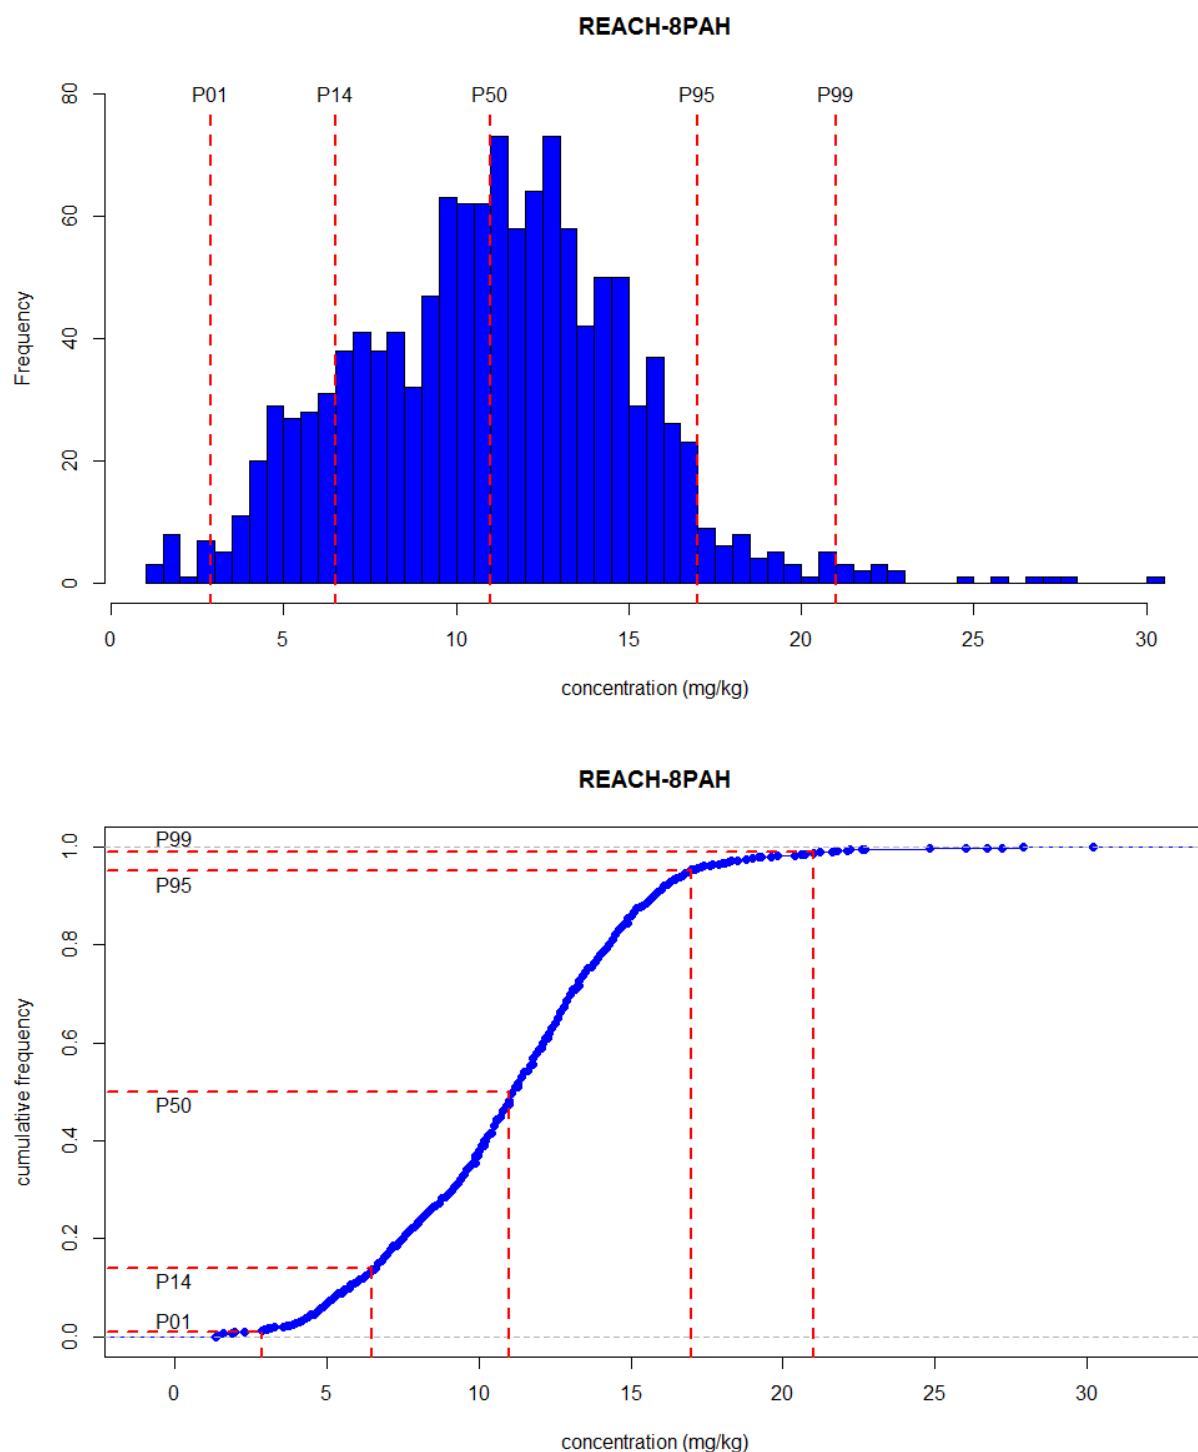 REACH-8PAH
P01 P14 P50 P95 P99
80
60
40
20
0
Frequency
0 5 10 15 20 25 30
concentration (mg/kg)
REACH-8PAH
P99
P95
P50
P14
P01
1.0
0.8
0.6
0.4
0.2
0.0
cumulative frequency
0 5 10 15 20 25 30
concentration (mg/kg)